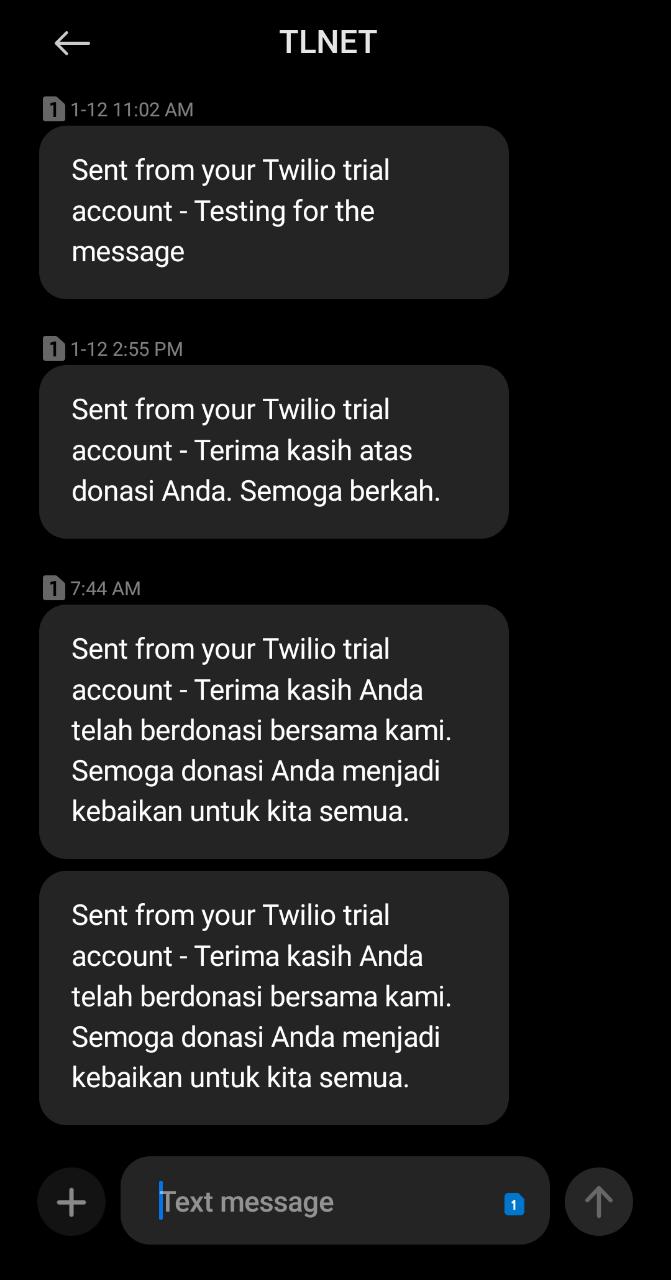 TLNET
1 1-12 11:02 AM
Sent from your Twilio trial
account - Testing for the
message
1 1-12 2:55 PM
Sent from your Twilio trial
account - Terima kasih atas
donasi Anda. Semoga berkah.
1 7:44 AM
Sent from your Twilio trial
account - Terima kasih Anda
telah berdonasi bersama kami.
Semoga donasi Anda menjadi
kebaikan untuk kita semua.
Sent from your Twilio trial
account - Terima kasih Anda
telah berdonasi bersama kami.
Semoga donasi Anda menjadi
kebaikan untuk kita semua.
Text message 1